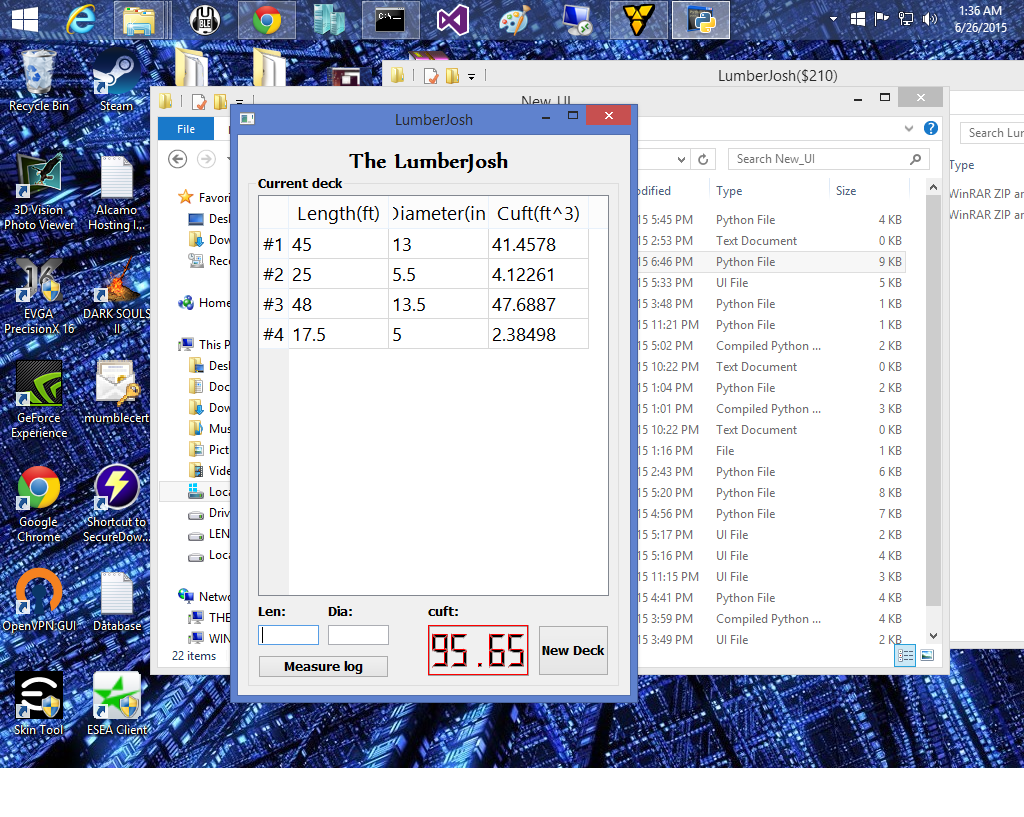 1:36 AM
6/26/2015
Recycle Bin
Steam
3D Vision
Photo Viewer
Alcamo
Hosting I...
EVGA
PrecisionX 16
DARK SOULS
II
GeForce
Experience
mumblecert
Google
Chrome
Shortcut to
SecureDow...
OpenVPN GUI
Database
Skin Tool
ESEA Client
LumberJosh($210)
Search Lur
Type
WinRAR ZIP ar
WinRAR ZIP ar
New_UI
File
Search New_UI
Favori
Desl
Dow
Rece
Home
This P
Desl
Doc
Dow
Mus
Pict
Vide
Loca
Driv
LEN
Loca
Netwo
THE
WIN
22 items
odified
Type
Size
15 5:45 PM Python File 4 KB
15 2:53 PM Text Document 0 KB
15 6:46 PM Python File 9 KB
15 5:33 PM UI File 5 KB
15 3:48 PM Python File 1 KB
15 11:21 PM Python File 1 KB
15 5:02 PM Compiled Python ... 2 KB
15 10:22 PM Text Document 0 KB
15 1:04 PM Python File 2 KB
15 1:01 PM Compiled Python ... 3 KB
15 10:22 PM Text Document 0 KB
15 1:16 PM File 1 KB
15 2:43 PM Python File 6 KB
15 5:20 PM Python File 8 KB
15 4:56 PM Python File 7 KB
15 5:17 PM UI File 2 KB
15 5:16 PM UI File 4 KB
15 11:15 PM UI File 3 KB
15 4:41 PM Python File 4 KB
15 3:59 PM Compiled Python ... 4 KB
15 3:49 PM UI File 2 KB
LumberJosh
The LumberJosh
Current deck
Length(ft) Diameter(in Cuft(ft^3)
#1 45 13 41.4578
#2 25 5.5 4.12261
#3 48 13.5 47.6887
#4 17.5 5 2.38498
Len: Dia: cuft:
95.65
New Deck
Measure log